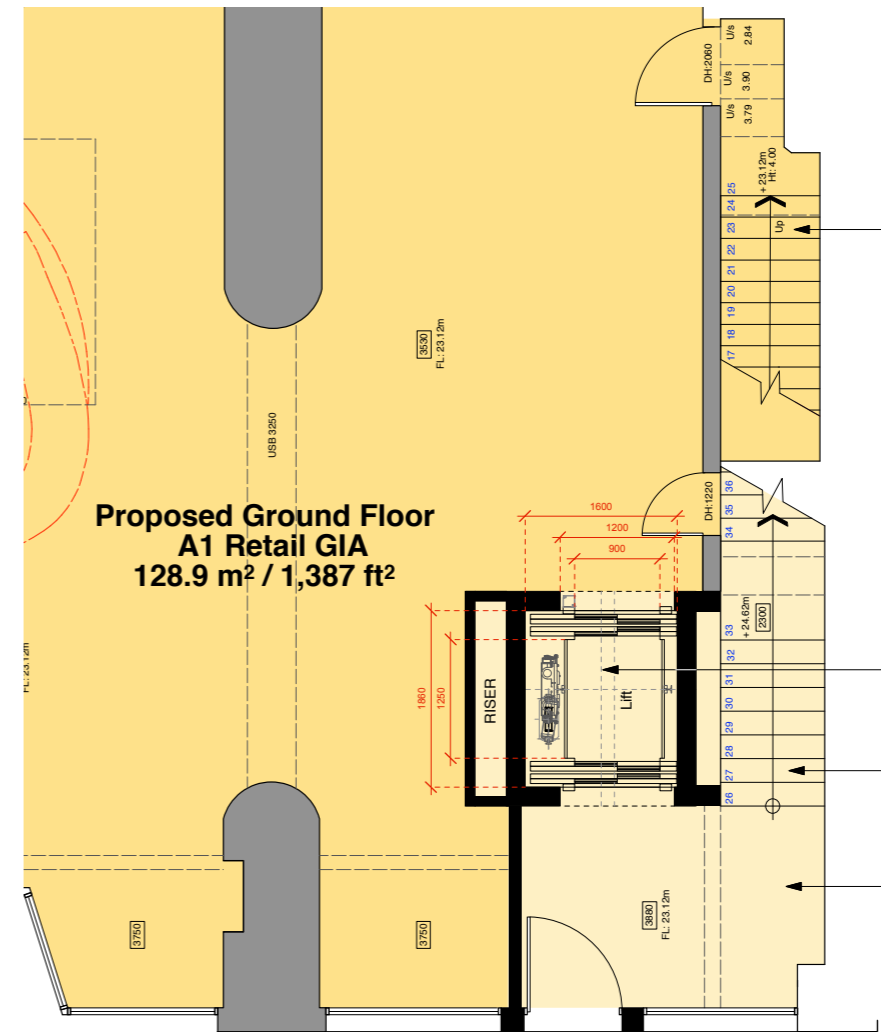 U/s
2.84
U/s
3.90
U/s
3.79
DH:2060
+ 23.12m
Ht: 4.00
Up
25
24
23
22
21
20
19
18
17
3530
FL: 23.12m
USB 3250
Proposed Ground Floor
A1 Retail GIA
128.9 m² / 1,387 ft²
FL: 23.12m
1600
1200
900
DH:1220
36
35
34
+ 24.62m
2300
33
32
31
30
29
28
27
26
1860
1250
RISER
Lift
3750
3750
3880
FL: 23.12m